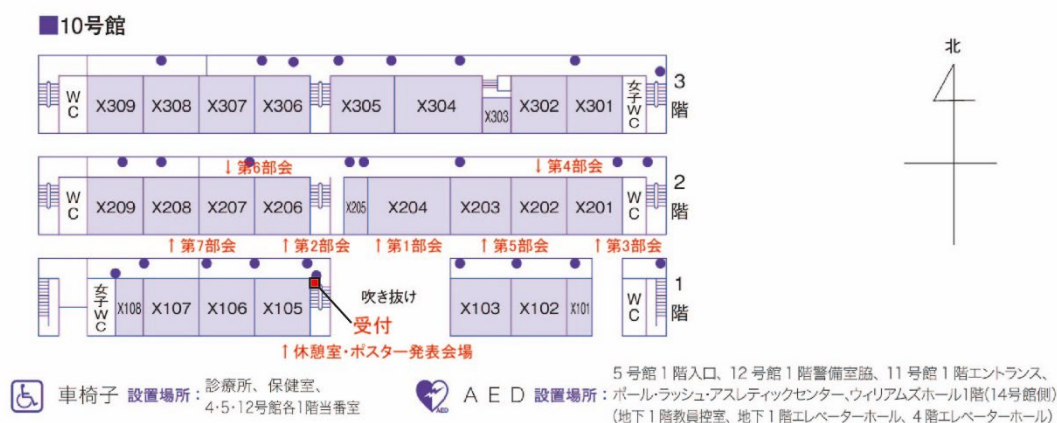 ■10号館
北
WC X309 X308 X307 X306 X305 X304 X303 X302 X301 女子WC 3階
↓第6部会 ↓第4部会
WC X209 X208 X207 X206 X205 X204 X203 X202 X201 WC 2階
↑第7部会 ↑第2部会 ↑第1部会 ↑第5部会 ↑第3部会
女子WC X108 X107 X106 X105 吹き抜け X103 X102 X101 WC 1階
受付
↑休憩室・ポスター発表会場
車椅子 設置場所：診療所、保健室、
4・5・12号館各1階当番室
AED
AED 設置場所：5号館1階入口、12号館1階警備室脇、11号館1階エントランス、
ポール・ラッシュ・アスレティックセンター、ウィリアムズホール1階(14号館側)
(地下1階教員控室、地下1階エレベーターホール、4階エレベーターホール)